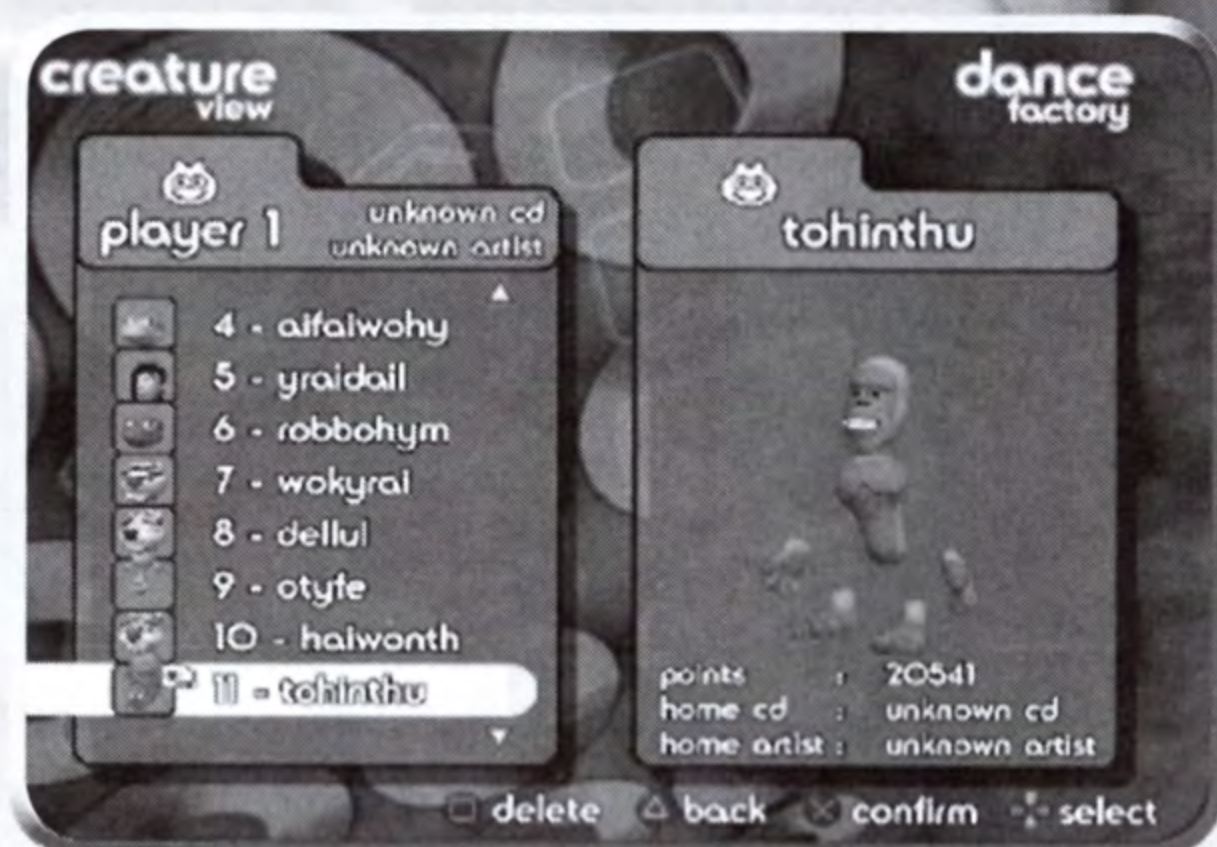 creature
view
dance
factory
player 1
unknown cd
unknown artist
4 - aifaiwohy
5 - yraidail
6 - robbohym
7 - wokyrai
8 - dellul
9 - otyfe
10 - haiwonth
11 - tohinthu
tohinthu
points : 20541
home cd : unknown cd
home artist : unknown artist
delete back confirm select